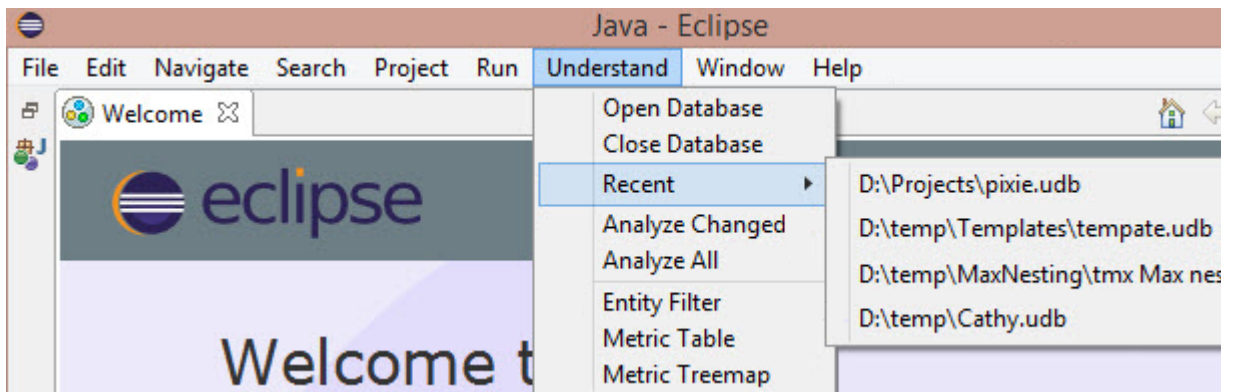 Java - Eclipse
File Edit Navigate Search Project Run Understand Window Help
Welcome
J
eclipse
Welcome t
Open Database
Close Database
Recent
Analyze Changed
Analyze All
Entity Filter
Metric Table
Metric Treemap
D:\Projects\pixie.udb
D:\temp\Templates\tempate.udb
D:\temp\MaxNesting\tmx Max nes
D:\temp\Cathy.udb